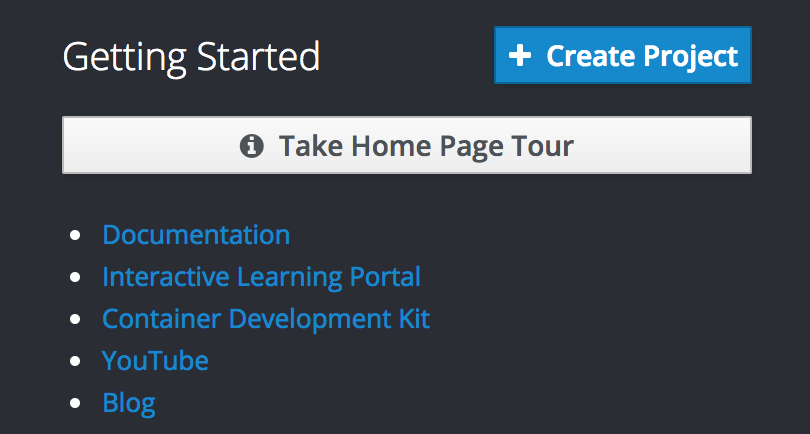 Getting Started
+ Create Project
Take Home Page Tour
Documentation
Interactive Learning Portal
Container Development Kit
YouTube
Blog